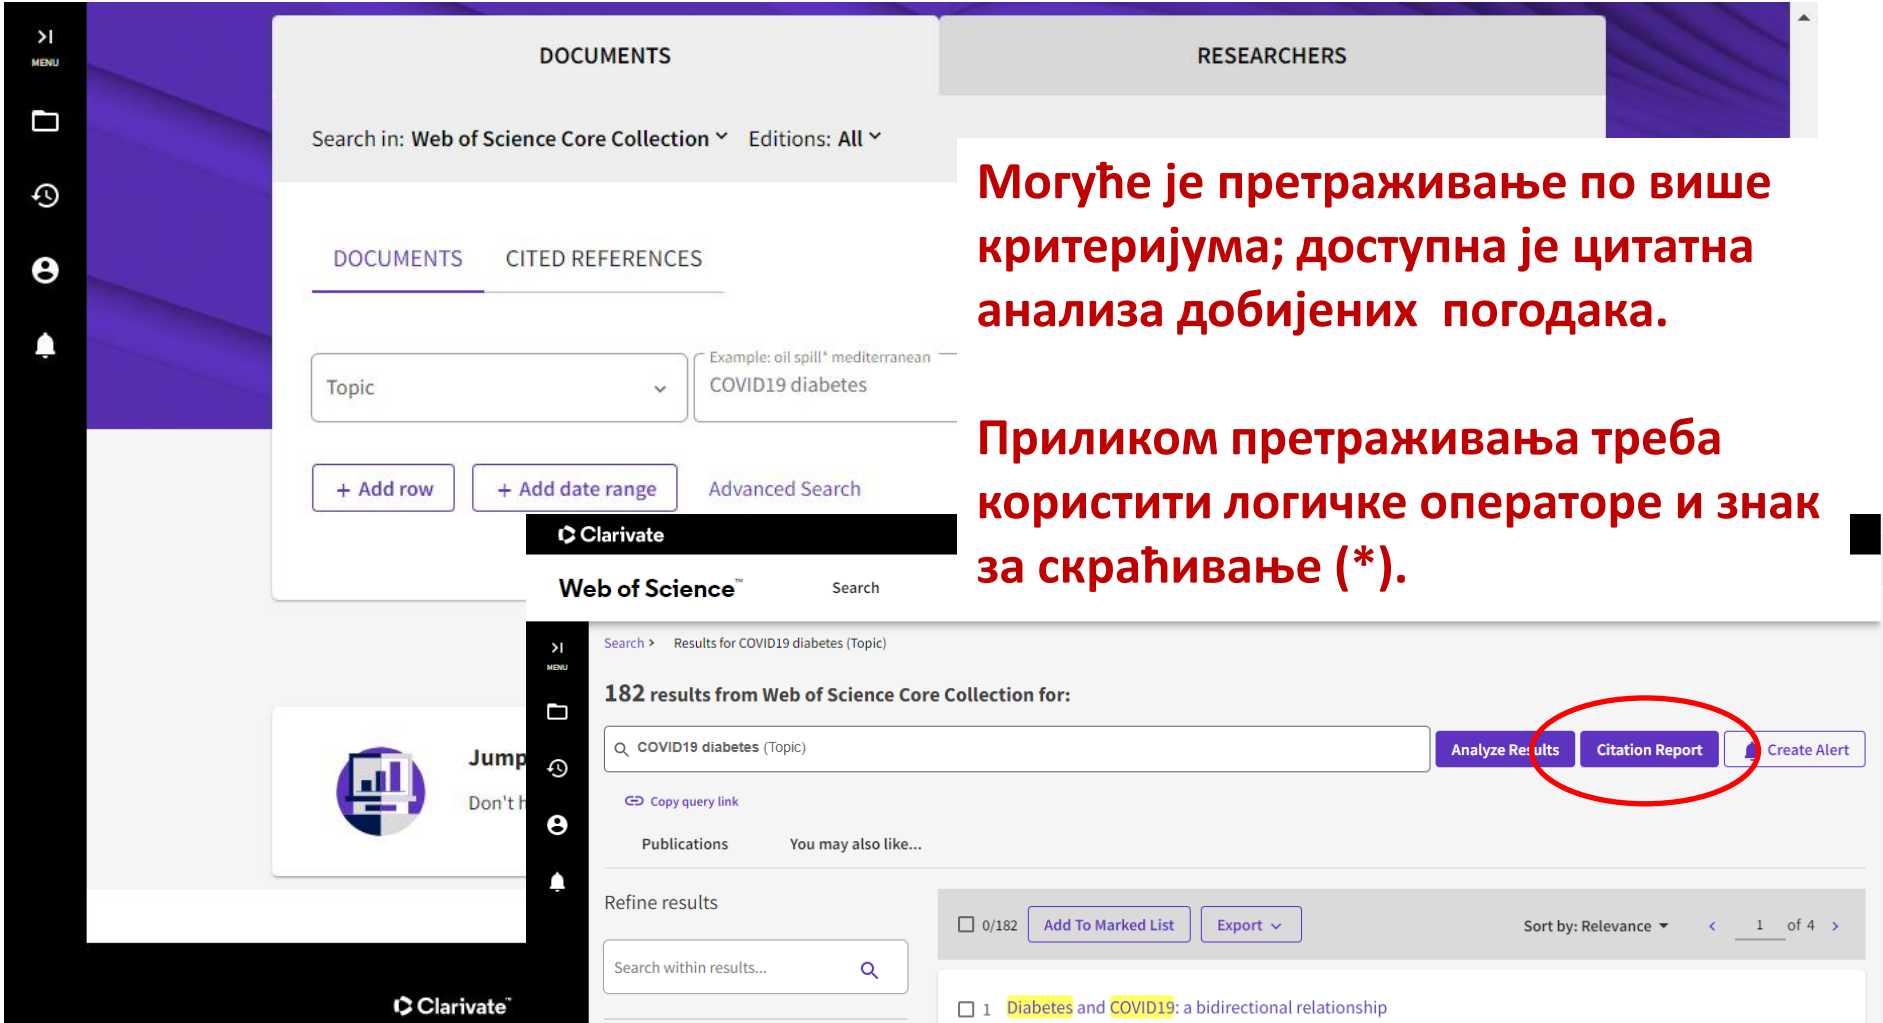 MENU
DOCUMENTS
RESEARCHERS
Search in: Web of Science Core Collection Editions: All
DOCUMENTS CITED REFERENCES
Topic
Example: oil spill* mediterranean
COVID19 diabetes
+ Add row
+ Add date range
Advanced Search
Могуће је претраживање по више
критеријума; доступна је цитатна
анализа добијених погодака.
Приликом претраживања треба
користити логичке операторе и знак
за скраћивање (*).
Clarivate
Web of Science™ Search
MENU
Search > Results for COVID19 diabetes (Topic)
182 results from Web of Science Core Collection for:
COVID19 diabetes (Topic)
Analyze Results
Citation Report
Create Alert
Copy query link
Publications You may also like...
Refine results
Search within results...
0/182 Add To Marked List Export Sort by: Relevance < 1 of 4 >
1 Diabetes and COVID19: a bidirectional relationship
Jump
Don't h
Clarivate™